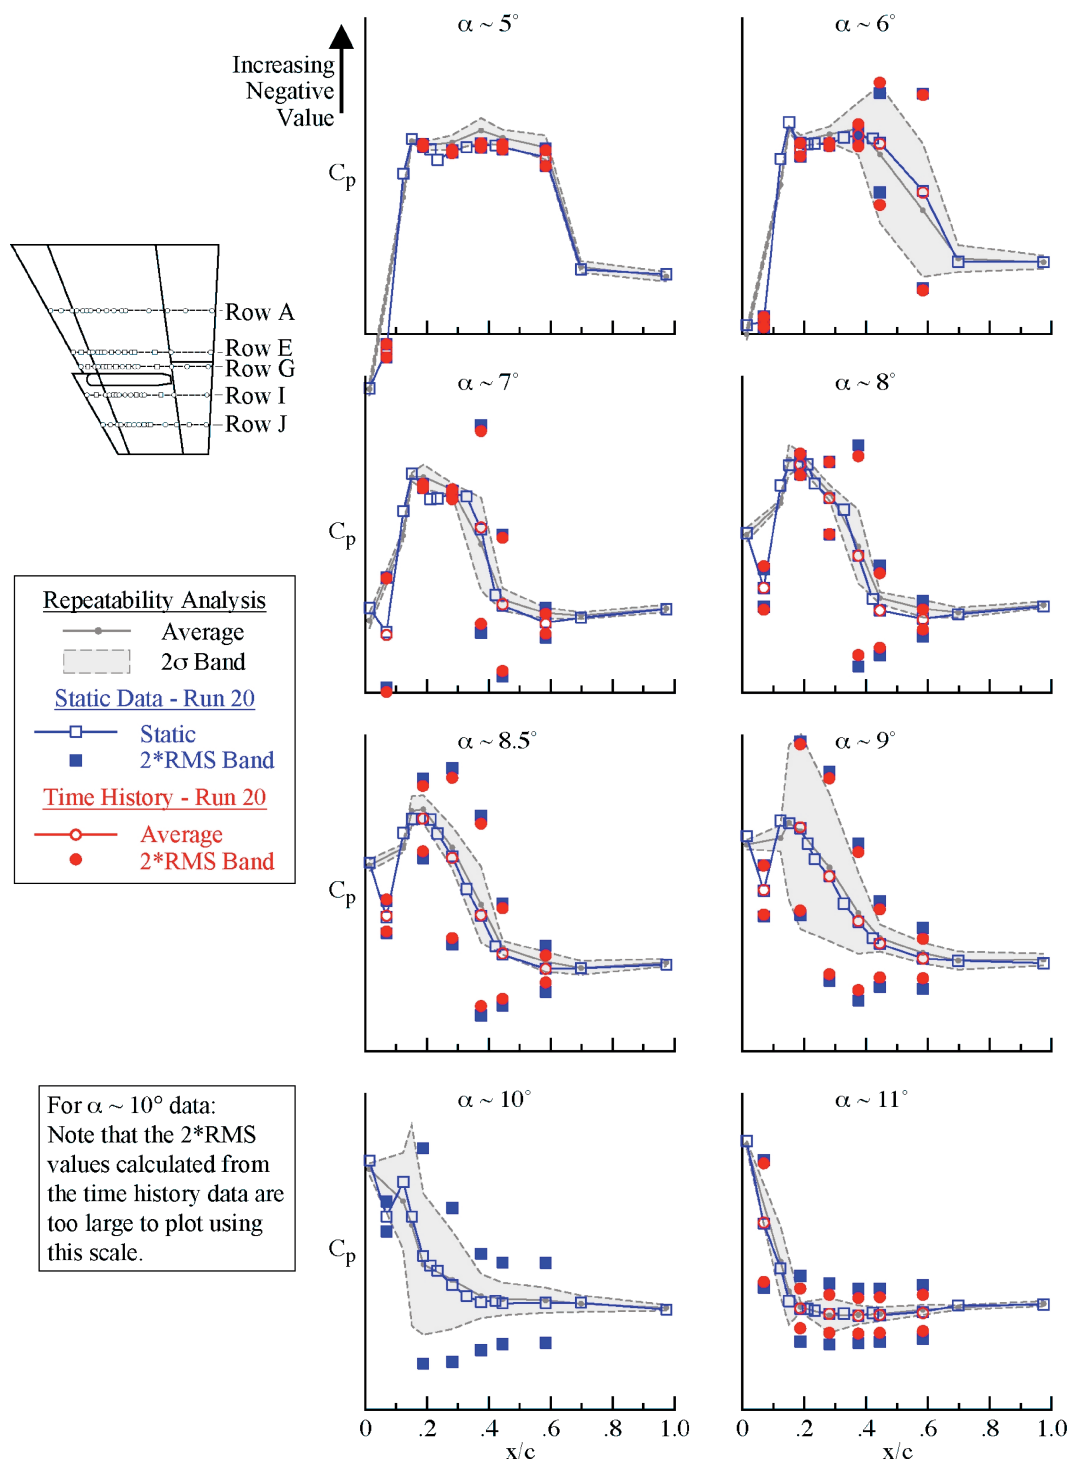 α ~ 5°
α ~ 6°
Increasing
Negative
Value
Cp
Row A
Row E
Row G
Row I
Row J
α ~ 7°
α ~ 8°
Cp
Repeatability Analysis
Average
2σ Band
Static Data - Run 20
Static
2*RMS Band
Time History - Run 20
Average
2*RMS Band
α ~ 8.5°
α ~ 9°
Cp
For α ~ 10° data:
Note that the 2*RMS
values calculated from
the time history data are
too large to plot using
this scale.
α ~ 10°
α ~ 11°
Cp
0 .2 .4 .6 .8 1.0
x/c
0 .2 .4 .6 .8 1.0
x/c